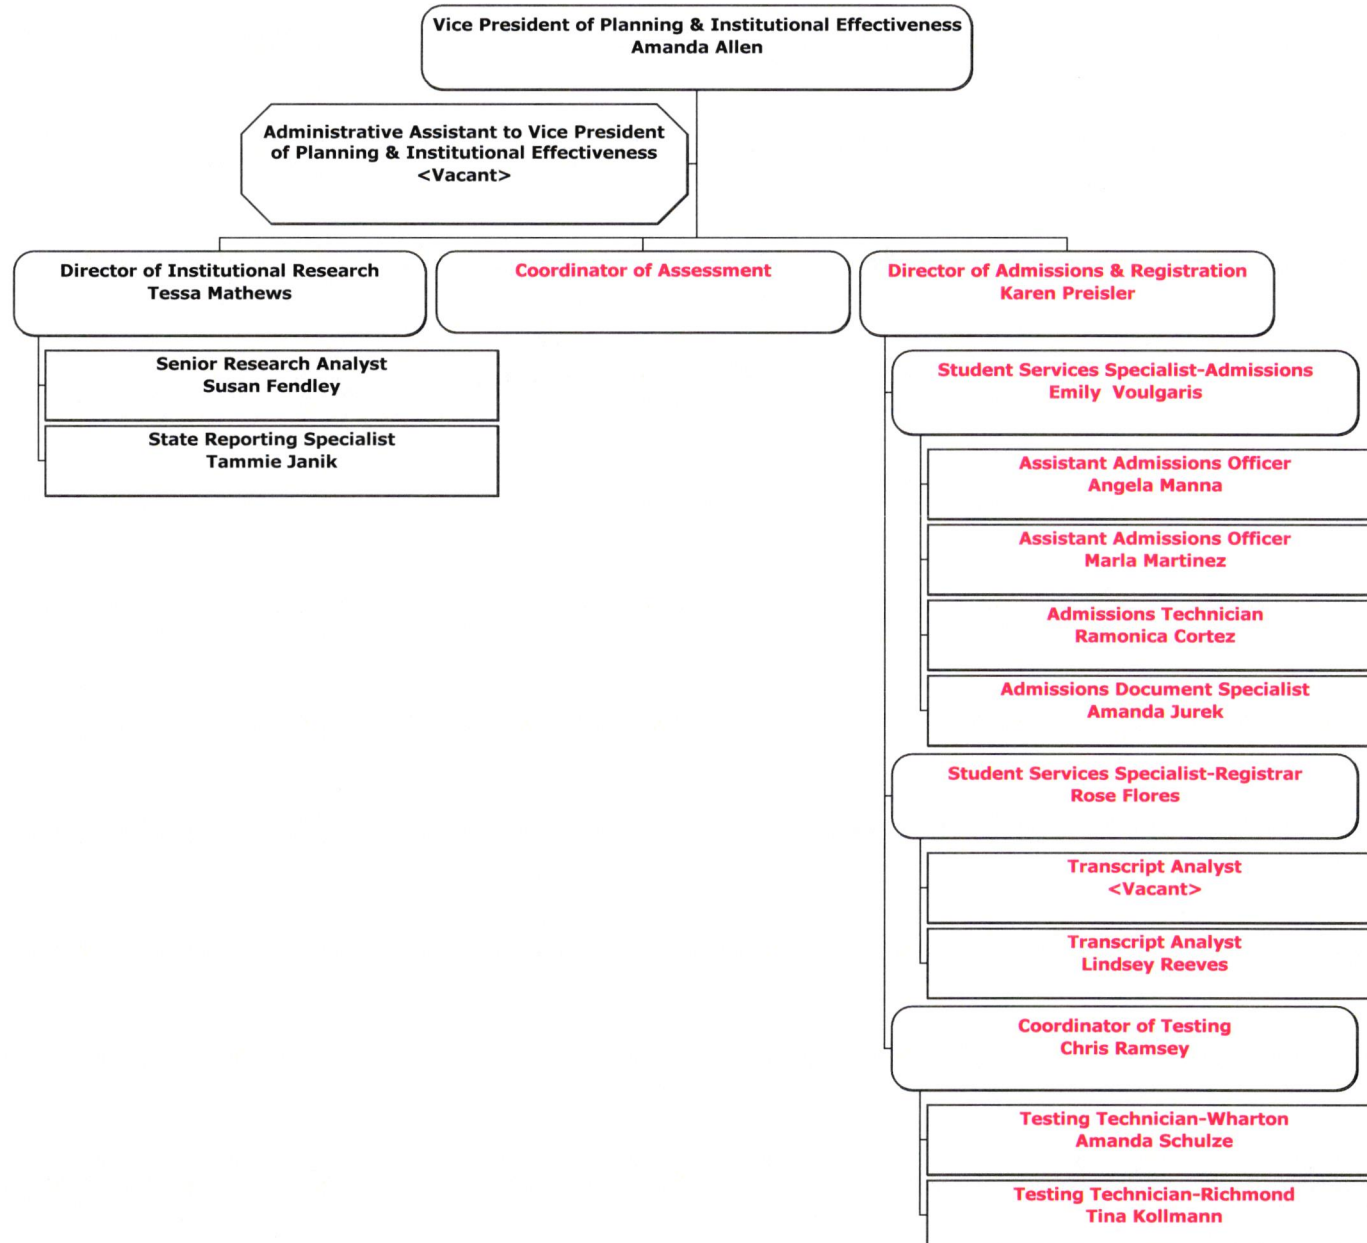 Vice President of Planning & Institutional Effectiveness
Amanda Allen
Administrative Assistant to Vice President
of Planning & Institutional Effectiveness
<Vacant>
Director of Institutional Research
Tessa Mathews
Coordinator of Assessment
Director of Admissions & Registration
Karen Preisler
Senior Research Analyst
Susan Fendley
State Reporting Specialist
Tammie Janik
Student Services Specialist-Admissions
Emily Voulgaris
Assistant Admissions Officer
Angela Manna
Assistant Admissions Officer
Marla Martinez
Admissions Technician
Ramonica Cortez
Admissions Document Specialist
Amanda Jurek
Student Services Specialist-Registrar
Rose Flores
Transcript Analyst
<Vacant>
Transcript Analyst
Lindsey Reeves
Coordinator of Testing
Chris Ramsey
Testing Technician-Wharton
Amanda Schulze
Testing Technician-Richmond
Tina Kollmann